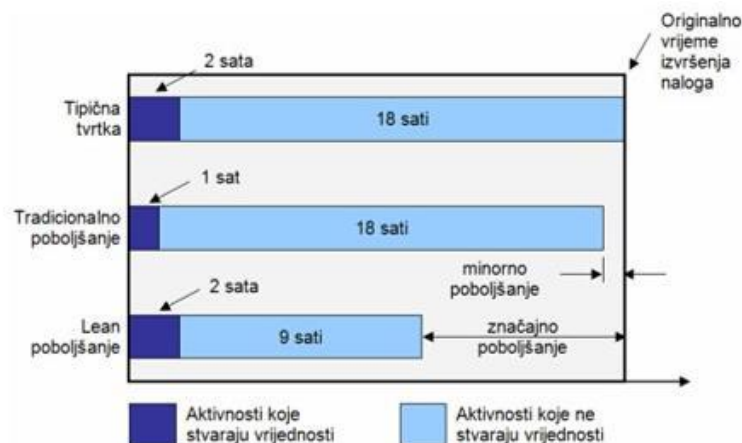 Originalno
vrijeme
izvršenja
naloga
2 sata
Tipična
tvrtka
18 sati
1 sat
Tradicionalno
poboljšanje
18 sati
minorno
poboljšanje
2 sata
Lean
poboljšanje
9 sati
značajno
poboljšanje
Aktivnosti koje
stvaraju vrijednosti
Aktivnosti koje ne
stvaraju vrijednosti